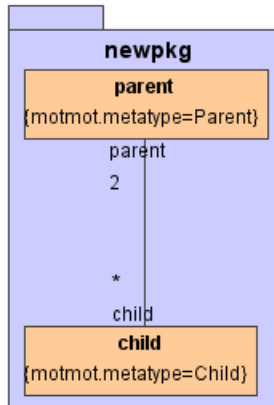 newpkg
parent
{motmot.metatype=Parent}
parent
2
*
child
child
{motmot.metatype=Child}